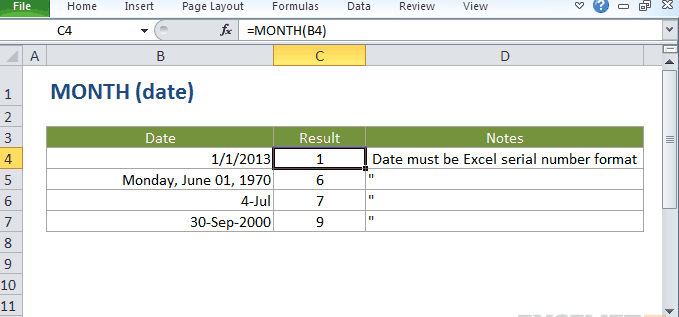 File Home Insert Page Layout Formulas Data Review View
C4 fx =MONTH(B4)
A B C D
1 MONTH (date)
2
3 Date Result Notes
4 1/1/2013 1 Date must be Excel serial number format
5 Monday, June 01, 1970 6 "
6 4-Jul 7 "
7 30-Sep-2000 9 "
8
9
10
11